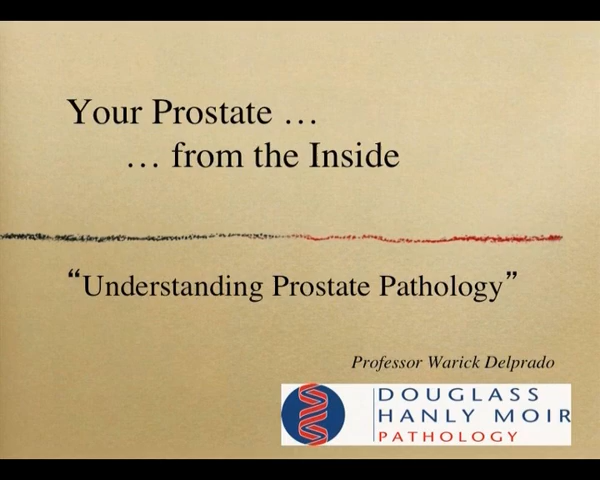 Your Prostate …
… from the Inside
“Understanding Prostate Pathology”
Professor Warick Delprado
DOUGLASS
HANLY MOIR
PATHOLOGY